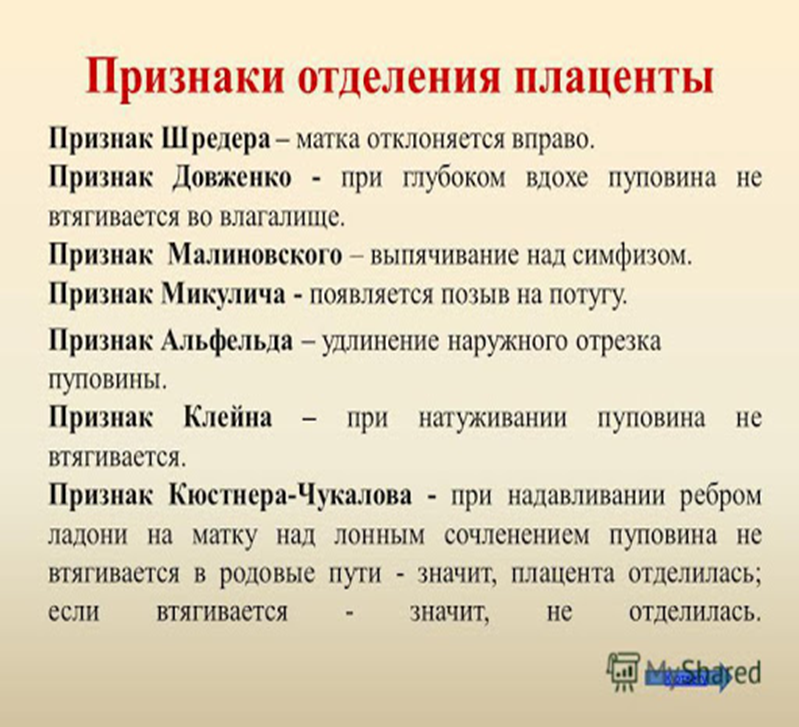 Признаки отделения плаценты
Признак Шредера – матка отклоняется вправо.
Признак Довженко - при глубоком вдохе пуповина не
втягивается во влагалище.
Признак Малиновского – выпячивание над симфизом.
Признак Микулича - появляется позыв на потугу.
Признак Альфельда – удлинение наружного отрезка
пуповины.
Признак Клейна – при натуживании пуповина не
втягивается.
Признак Кюстнера-Чукалова - при надавливании ребром
ладони на матку над лонным сочленением пуповина не
втягивается в родовые пути - значит, плацента отделилась;
если втягивается - значит, не отделилась.
MyShared